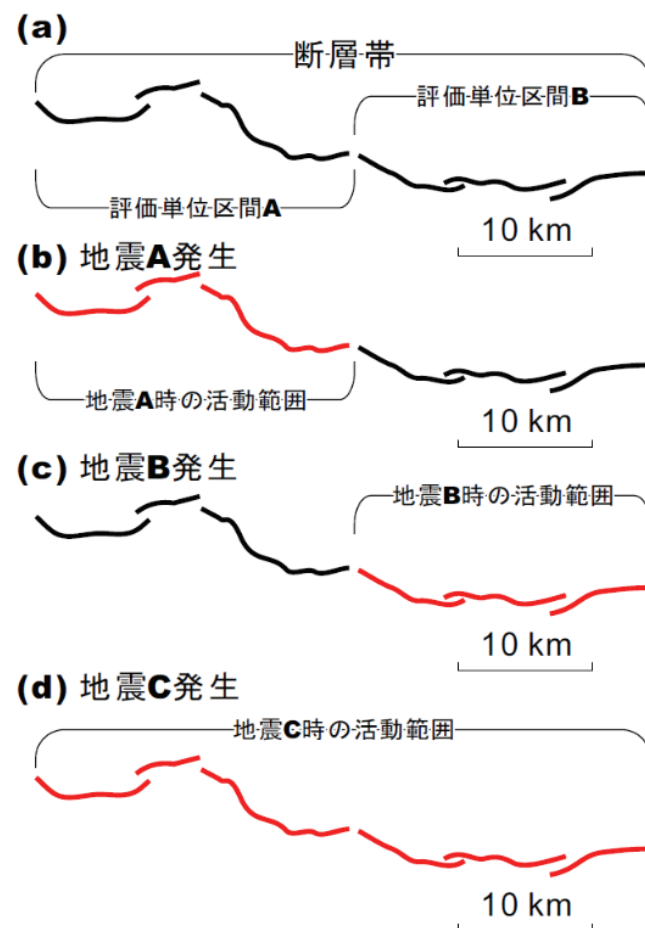 (a)
断層帯
評価単位区間B
評価単位区間A
10 km
(b) 地震A発生
地震A時の活動範囲
10 km
(c) 地震B発生
地震B時の活動範囲
10 km
(d) 地震C発生
地震C時の活動範囲
10 km